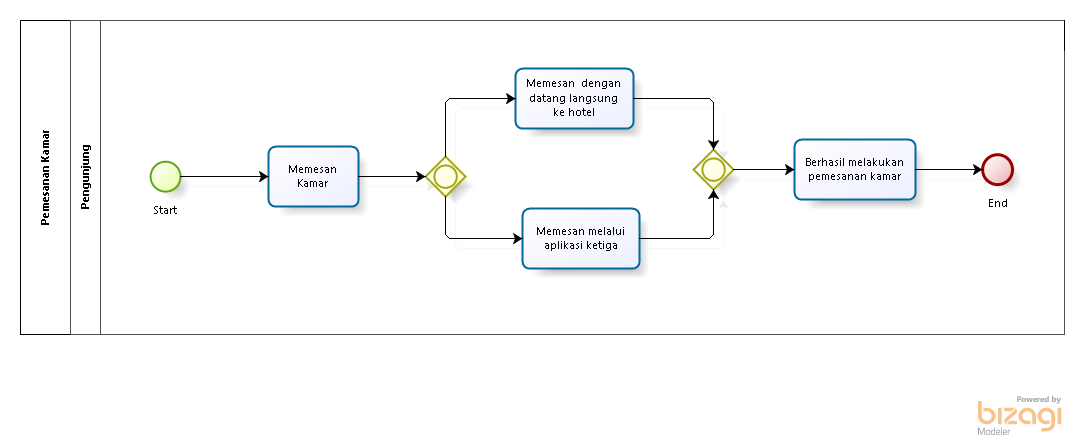 Pemesanan Kamar
Pengunjung
Start
Memesan
Kamar
Memesan dengan
datang langsung
ke hotel
Memesan melalui
aplikasi ketiga
Berhasil melakukan
pemesanan kamar
End
Powered by
bizagi
Modeler